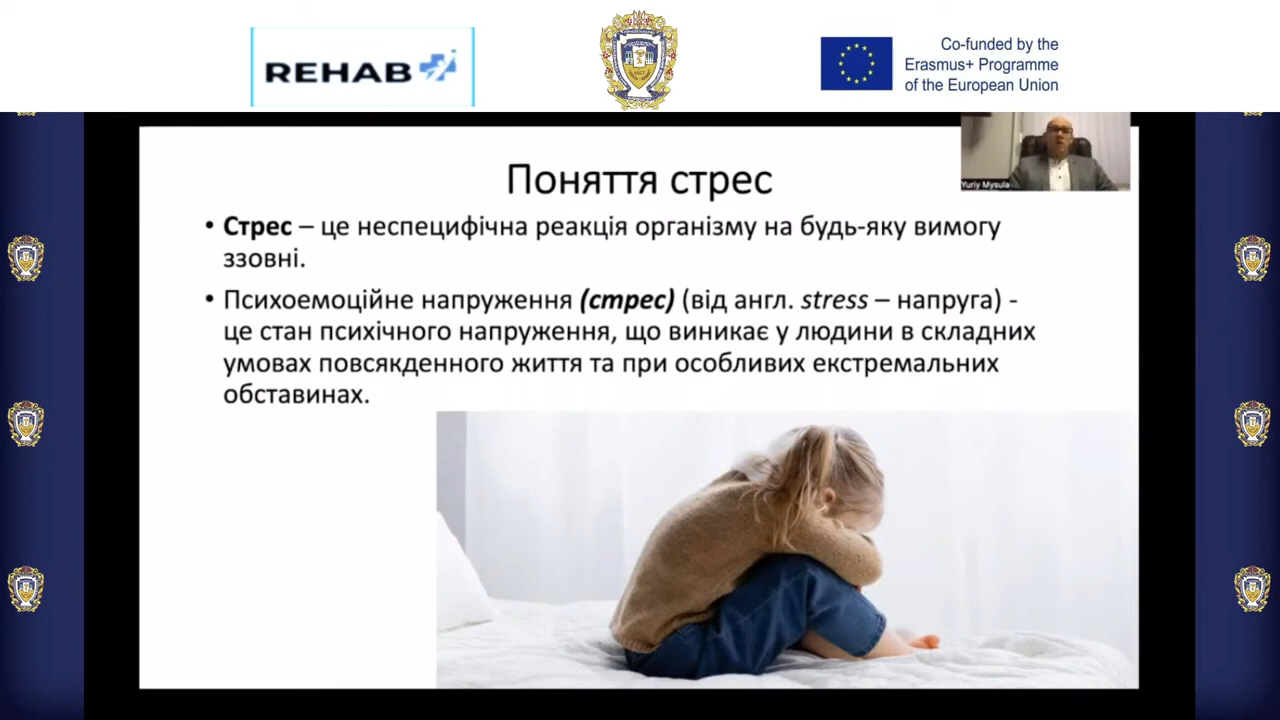 REHAB
Co-funded by the
Erasmus+ Programme
of the European Union
Yuriy Mysula
Поняття стрес
• Стрес – це неспецифічна реакція організму на будь-яку вимогу
ззовні.
• Психоемоційне напруження (стрес) (від англ. stress – напруга) -
це стан психічного напруження, що виникає у людини в складних
умовах повсякденного життя та при особливих екстремальних
обставинах.